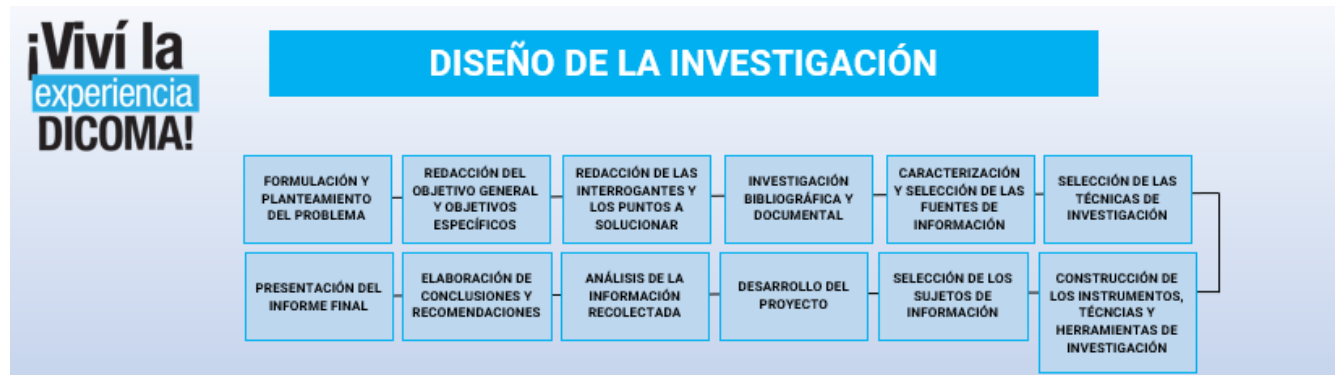 ¡Viví la
experiencia
DICOMA!
DISEÑO DE LA INVESTIGACIÓN
FORMULACIÓN Y
PLANTEAMIENTO
DEL PROBLEMA
REDACCIÓN DEL
OBJETIVO GENERAL
Y OBJETIVOS
ESPECÍFICOS
REDACCIÓN DE LAS
INTERROGANTES Y
LOS PUNTOS A
SOLUCIONAR
INVESTIGACIÓN
BIBLIOGRÁFICA Y
DOCUMENTAL
CARACTERIZACIÓN
Y SELECCIÓN DE LAS
FUENTES DE
INFORMACIÓN
SELECCIÓN DE LAS
TÉCNICAS DE
INVESTIGACIÓN
CONSTRUCCIÓN DE
LOS INSTRUMENTOS,
TÉCNCIAS Y
HERRAMIENTAS DE
INVESTIGACIÓN
SELECCIÓN DE LOS
SUJETOS DE
INFORMACIÓN
DESARROLLO DEL
PROYECTO
ANÁLISIS DE LA
INFORMACIÓN
RECOLECTADA
ELABORACIÓN DE
CONCLUSIONES Y
RECOMENDACIONES
PRESENTACIÓN DEL
INFORME FINAL